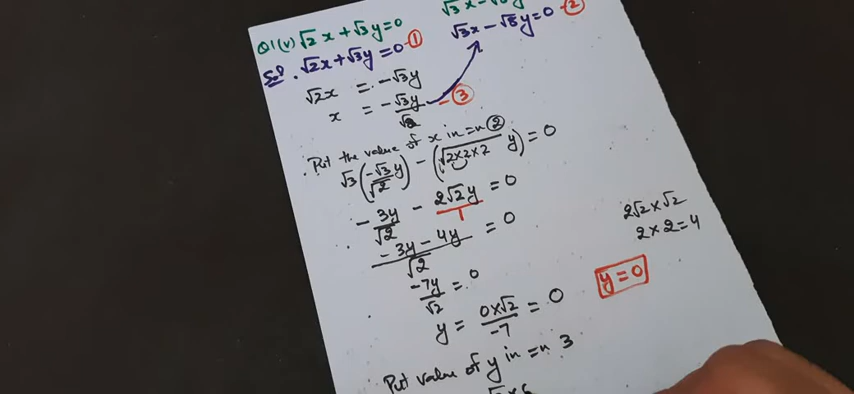 Q1(v) √2 x + √3 y = 0
Sol. √2x + √3y = 0 - ① √3x - √8y = 0 - ②
√2x = -√3y
x = -√3y/√2 - ③
Put the value of x in =n ②
√3(-√3y/√2) - (√2×2×2 y) = 0
-3y/√2 - 2√2y/1 = 0
-3y - 4y/√2 = 0
2√2 × √2
2 × 2 = 4
-7y/√2 = 0
y = 0×√2/-7 = 0
y = 0
Put value of y in =n 3